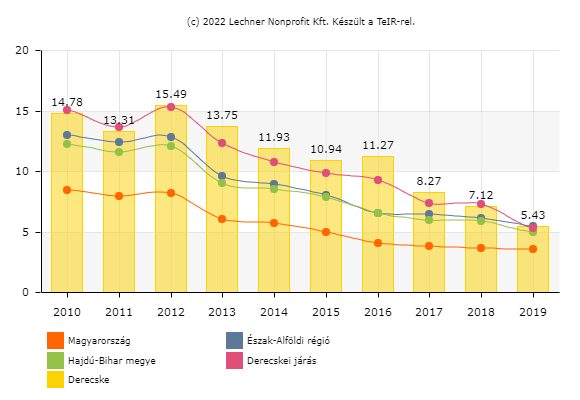 (c) 2022 Lechner Nonprofit Kft. Készült a TeIR-rel.
20
15
10
5
0
14.78
13.31
15.49
13.75
11.93
10.94
11.27
8.27
7.12
5.43
2010 2011 2012 2013 2014 2015 2016 2017 2018 2019
Magyarország
Észak-Alföldi régió
Hajdú-Bihar megye
Derecskei járás
Derecske